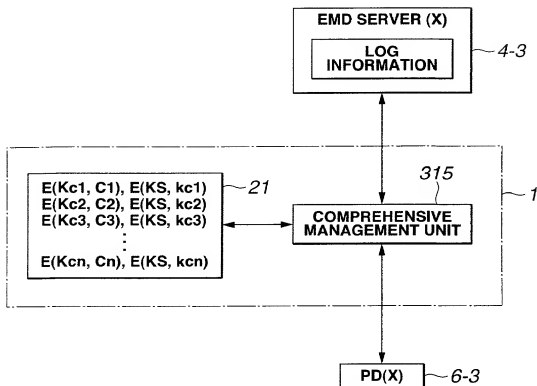 EMD SERVER (X)
LOG
INFORMATION
4-3
E(Kc1, C1), E(KS, kc1)
E(Kc2, C2), E(KS, kc2)
E(Kc3, C3), E(KS, kc3)
⋮
E(Kcn, Cn), E(KS, kcn)
21
315
COMPREHENSIVE
MANAGEMENT UNIT
1
PD(X)
6-3